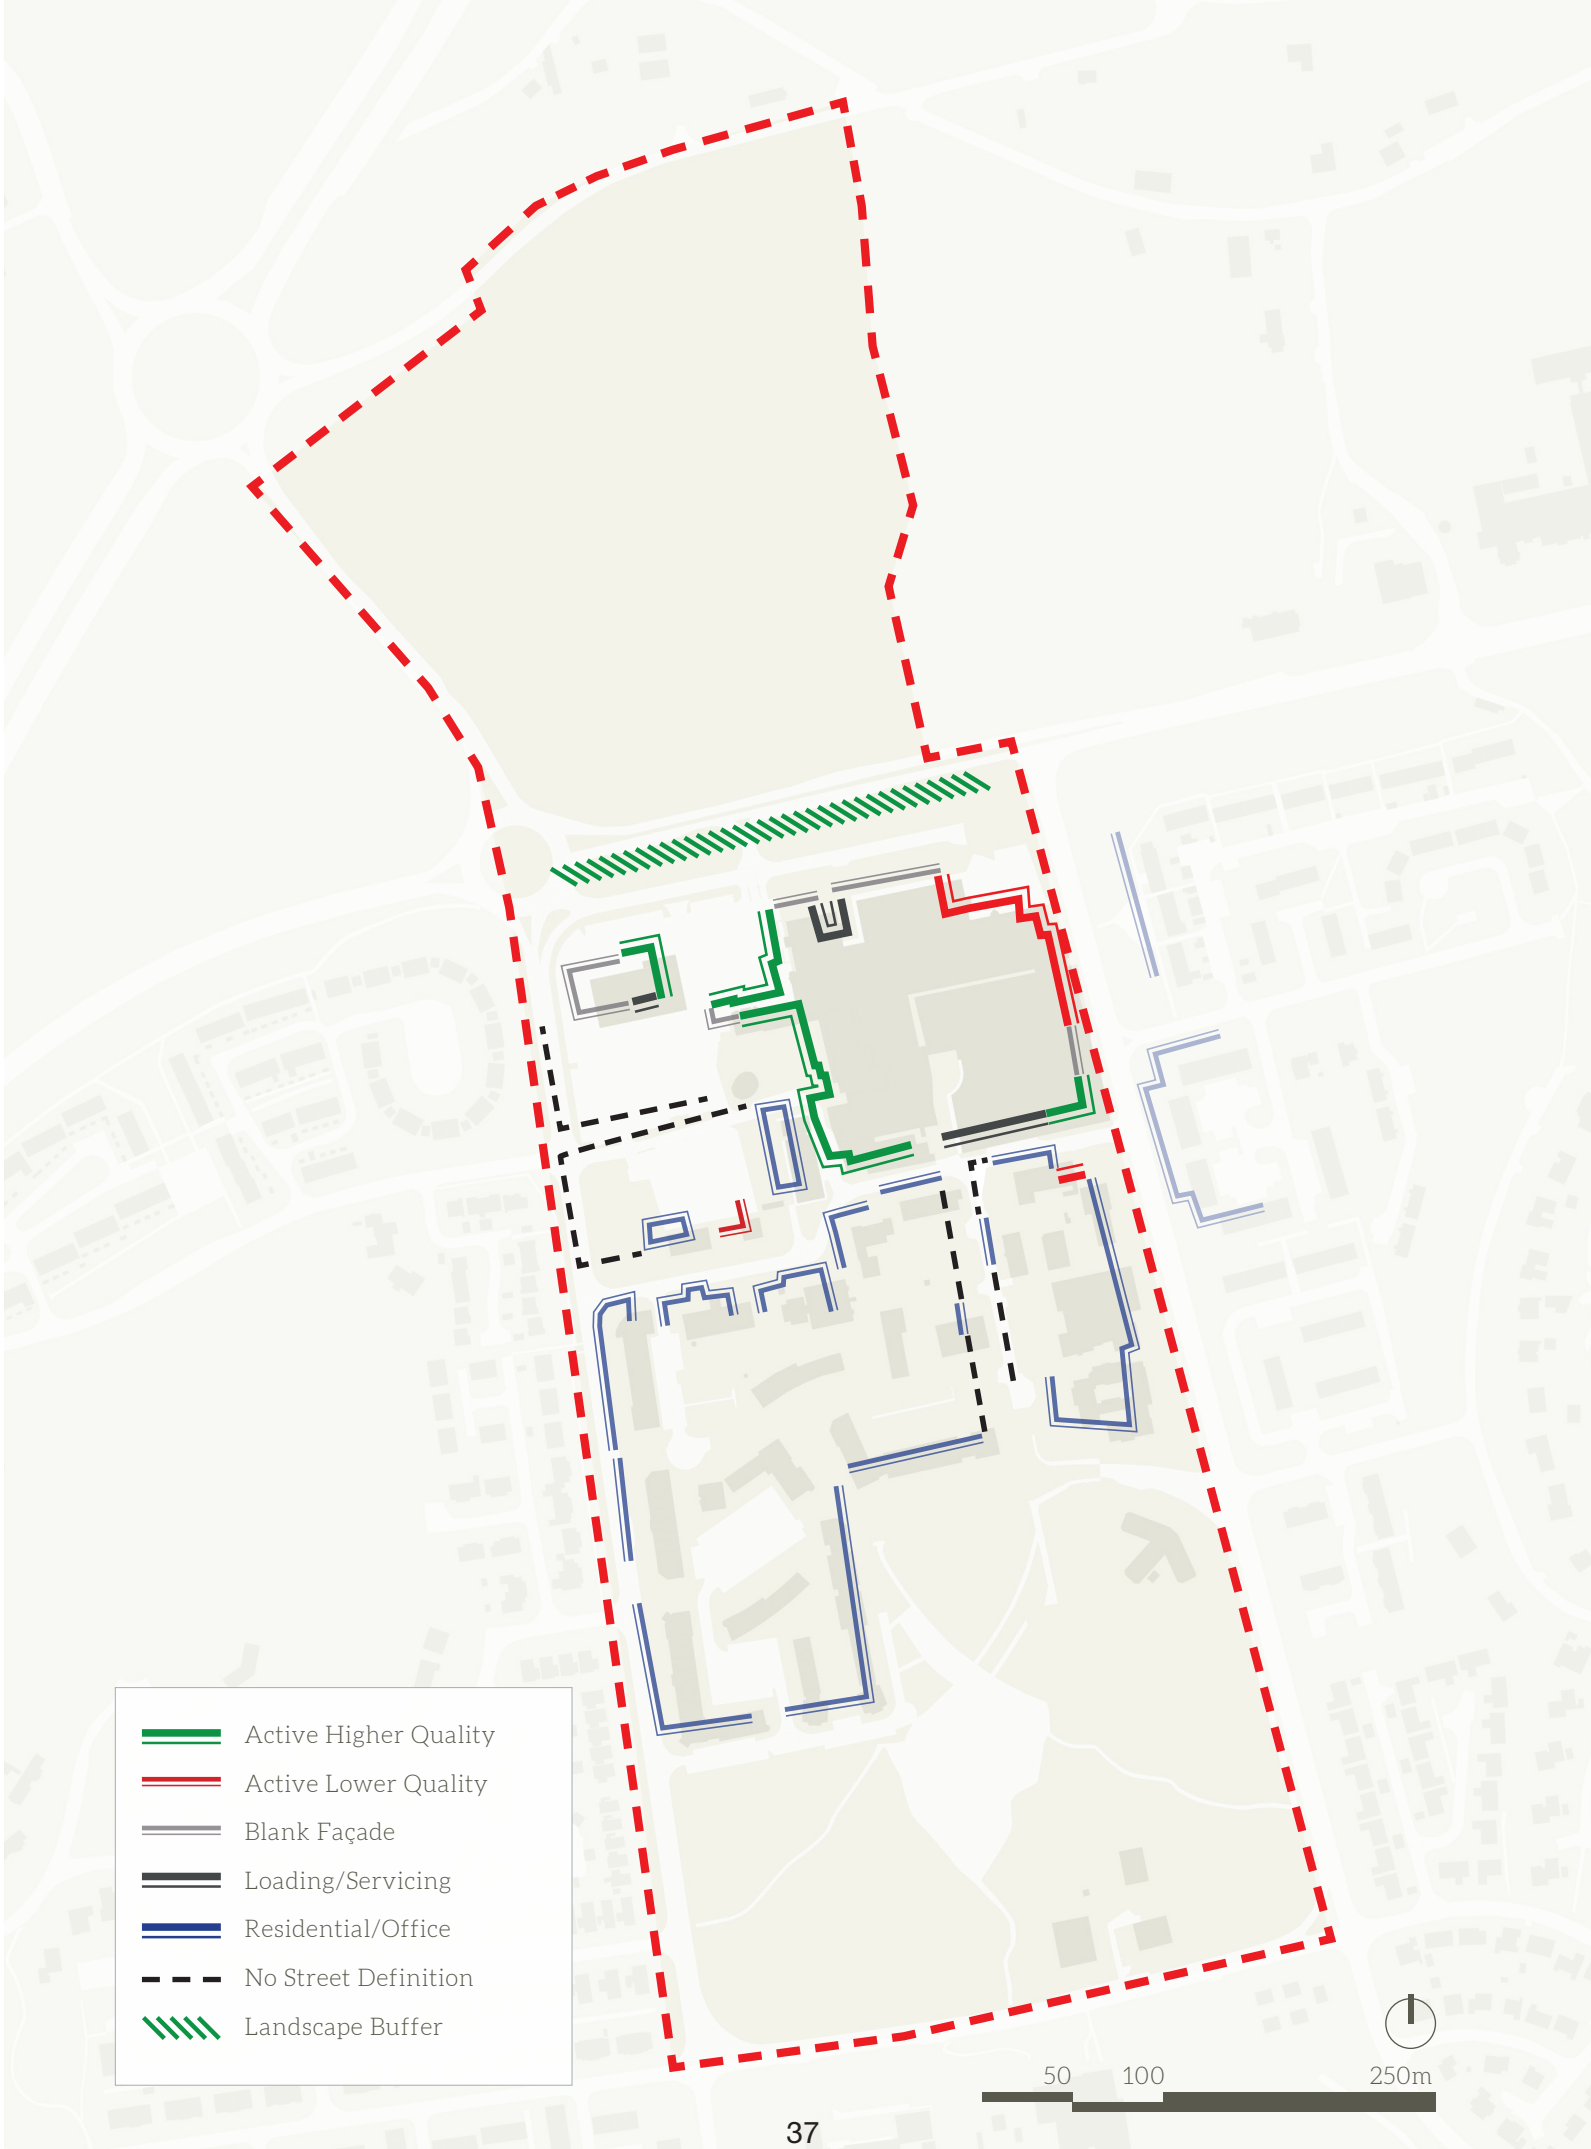 Active Higher Quality
Active Lower Quality
Blank Façade
Loading/Servicing
Residential/Office
No Street Definition
Landscape Buffer
50 100 250m
37